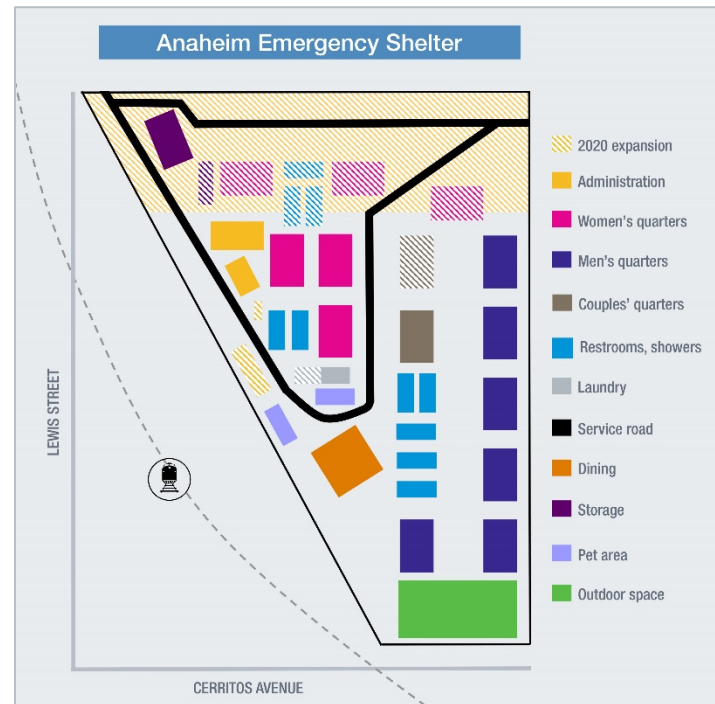 Anaheim Emergency Shelter
2020 expansion
Administration
Women's quarters
Men's quarters
Couples' quarters
Restrooms, showers
Laundry
Service road
Dining
Storage
Pet area
Outdoor space
LEWIS STREET
CERRITOS AVENUE